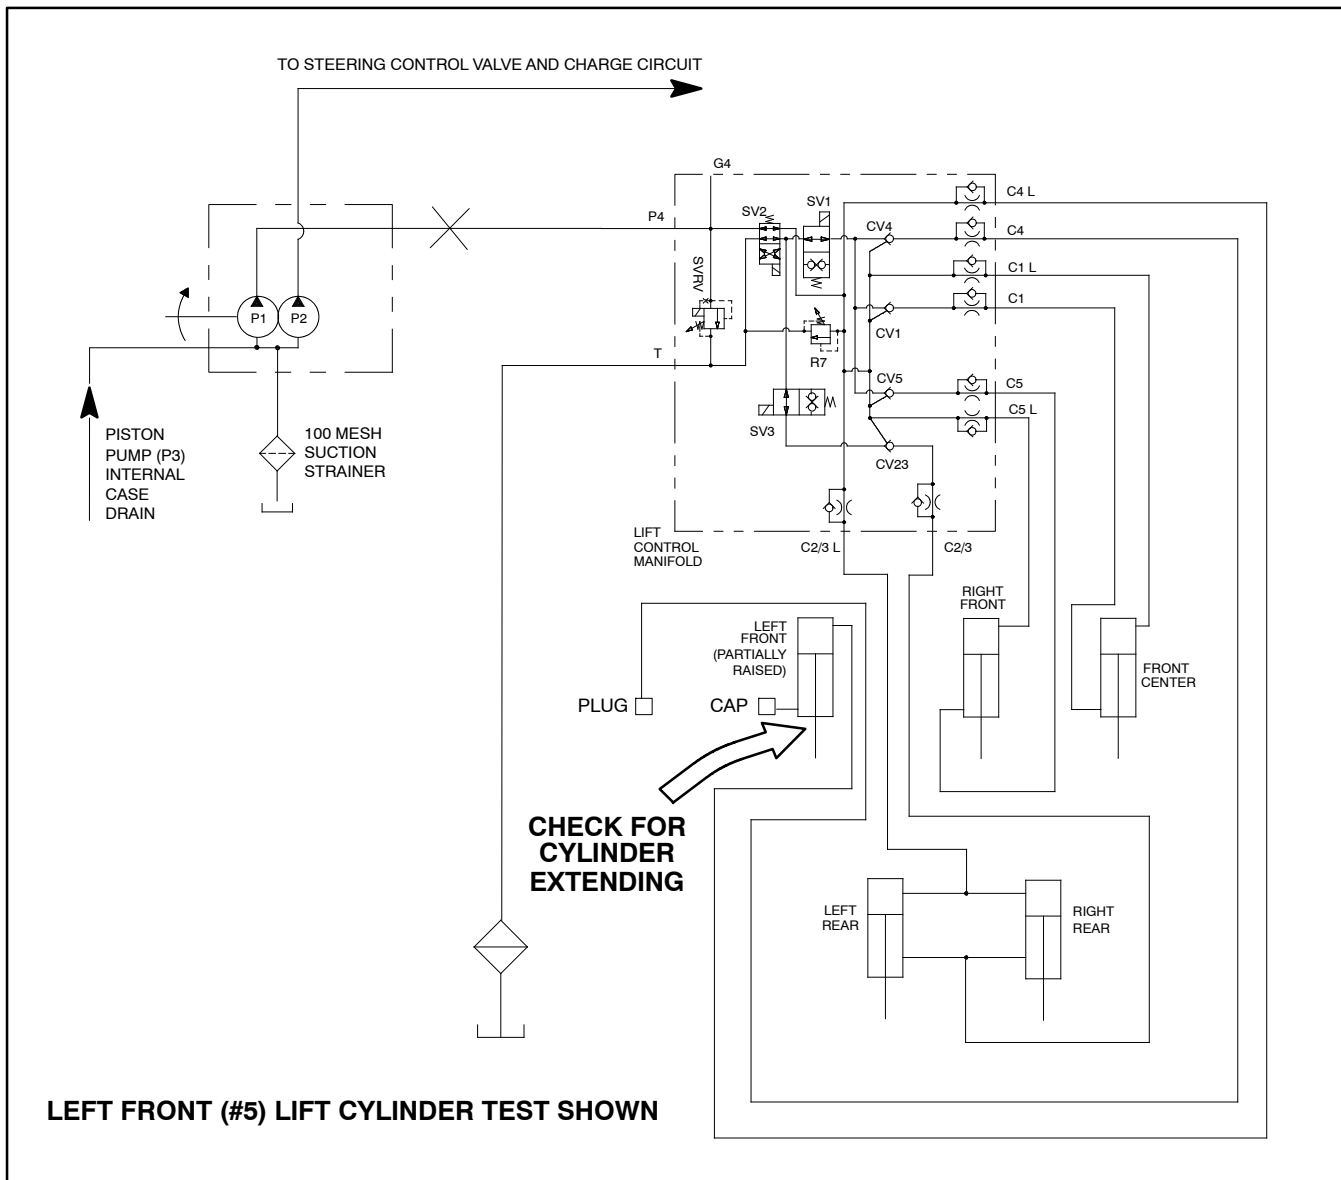 TO STEERING CONTROL VALVE AND CHARGE CIRCUIT
G4
P4
SV2
SV1
CV4
C4 L
C4
C1 L
C1
SVRV
CV1
R7
T
P1
P2
CV5
C5
C5 L
SV3
CV23
PISTON
PUMP (P3)
INTERNAL
CASE
DRAIN
100 MESH
SUCTION
STRAINER
LIFT
CONTROL
MANIFOLD
C2/3 L
C2/3
RIGHT
FRONT
LEFT
FRONT
(PARTIALLY
RAISED)
FRONT
CENTER
PLUG
CAP
CHECK FOR
CYLINDER
EXTENDING
LEFT
REAR
RIGHT
REAR
LEFT FRONT (#5) LIFT CYLINDER TEST SHOWN